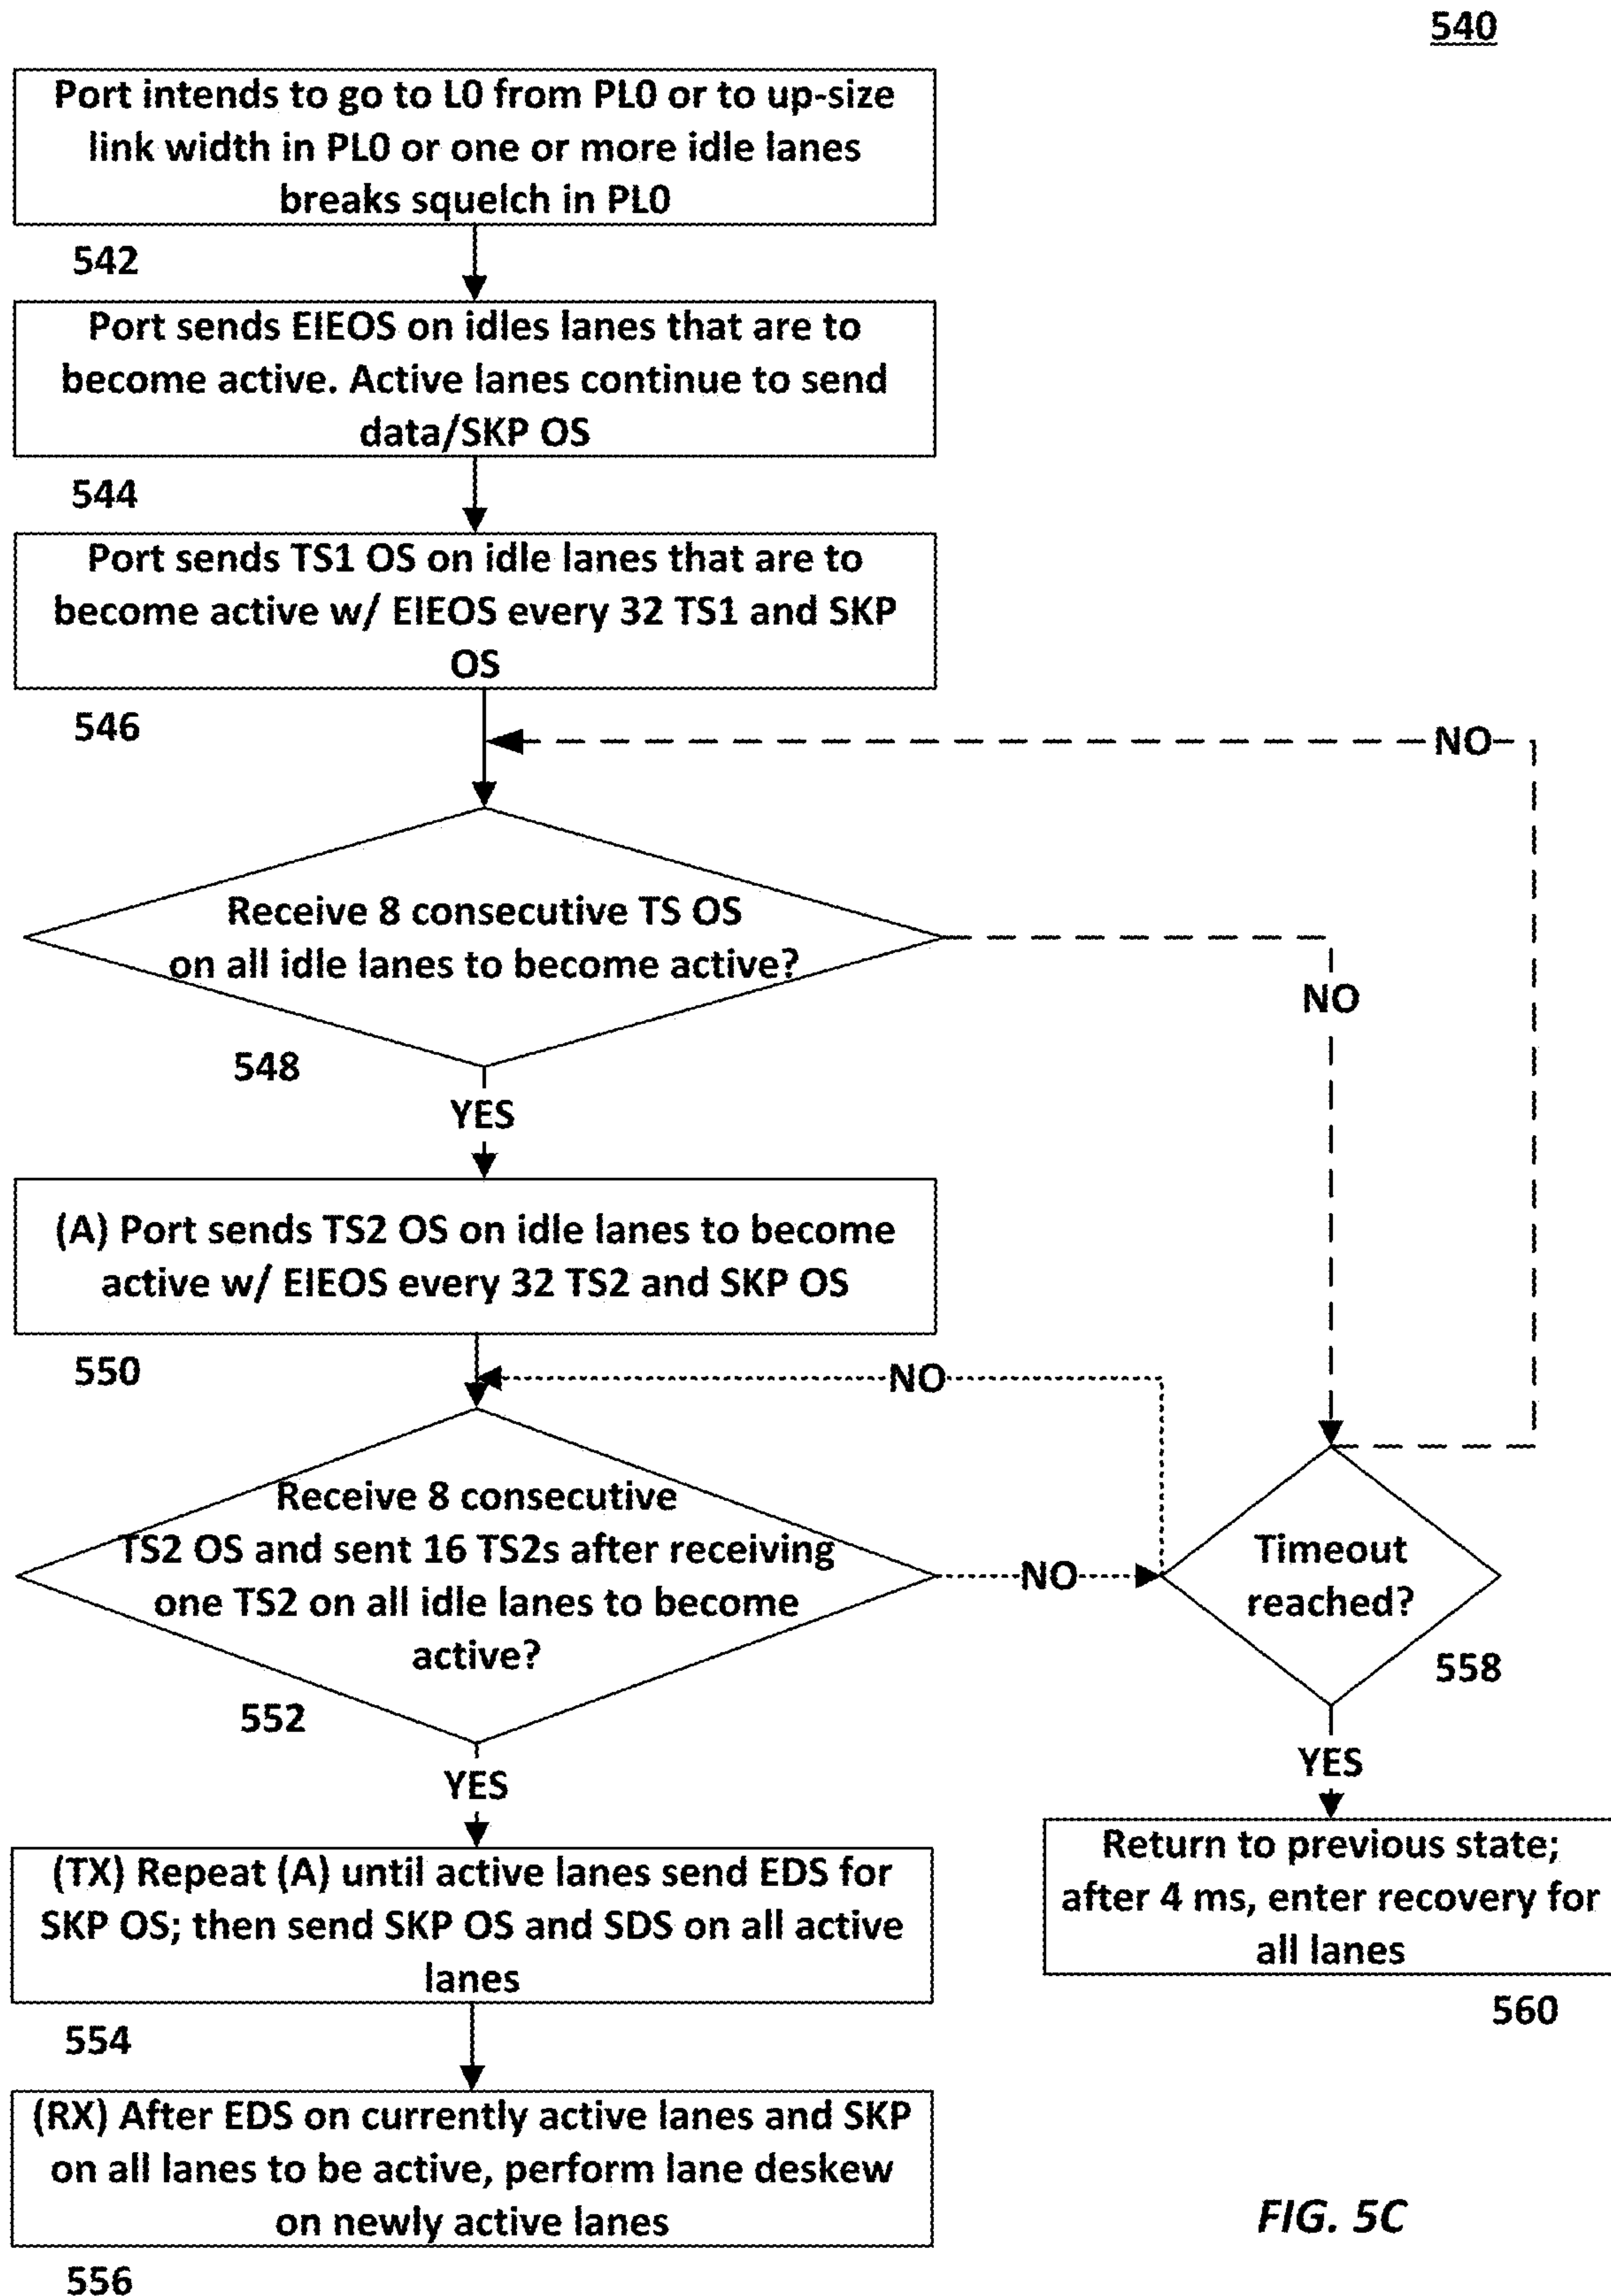 540
Port intends to go to L0 from PL0 or to up-size
link width in PL0 or one or more idle lanes
breaks squelch in PL0
542
Port sends EIEOS on idles lanes that are to
become active. Active lanes continue to send
data/SKP OS
544
Port sends TS1 OS on idle lanes that are to
become active w/ EIEOS every 32 TS1 and SKP
OS
546
NO
Receive 8 consecutive TS OS
on all idle lanes to become active?
NO
548
YES
(A) Port sends TS2 OS on idle lanes to become
active w/ EIEOS every 32 TS2 and SKP OS
550
NO
Receive 8 consecutive
TS2 OS and sent 16 TS2s after receiving
one TS2 on all idle lanes to become
active?
NO
Timeout
reached?
558
552
YES
YES
(TX) Repeat (A) until active lanes send EDS for
SKP OS; then send SKP OS and SDS on all active
lanes
554
Return to previous state;
after 4 ms, enter recovery for
all lanes
560
(RX) After EDS on currently active lanes and SKP
on all lanes to be active, perform lane deskew
on newly active lanes
556
FIG. 5C